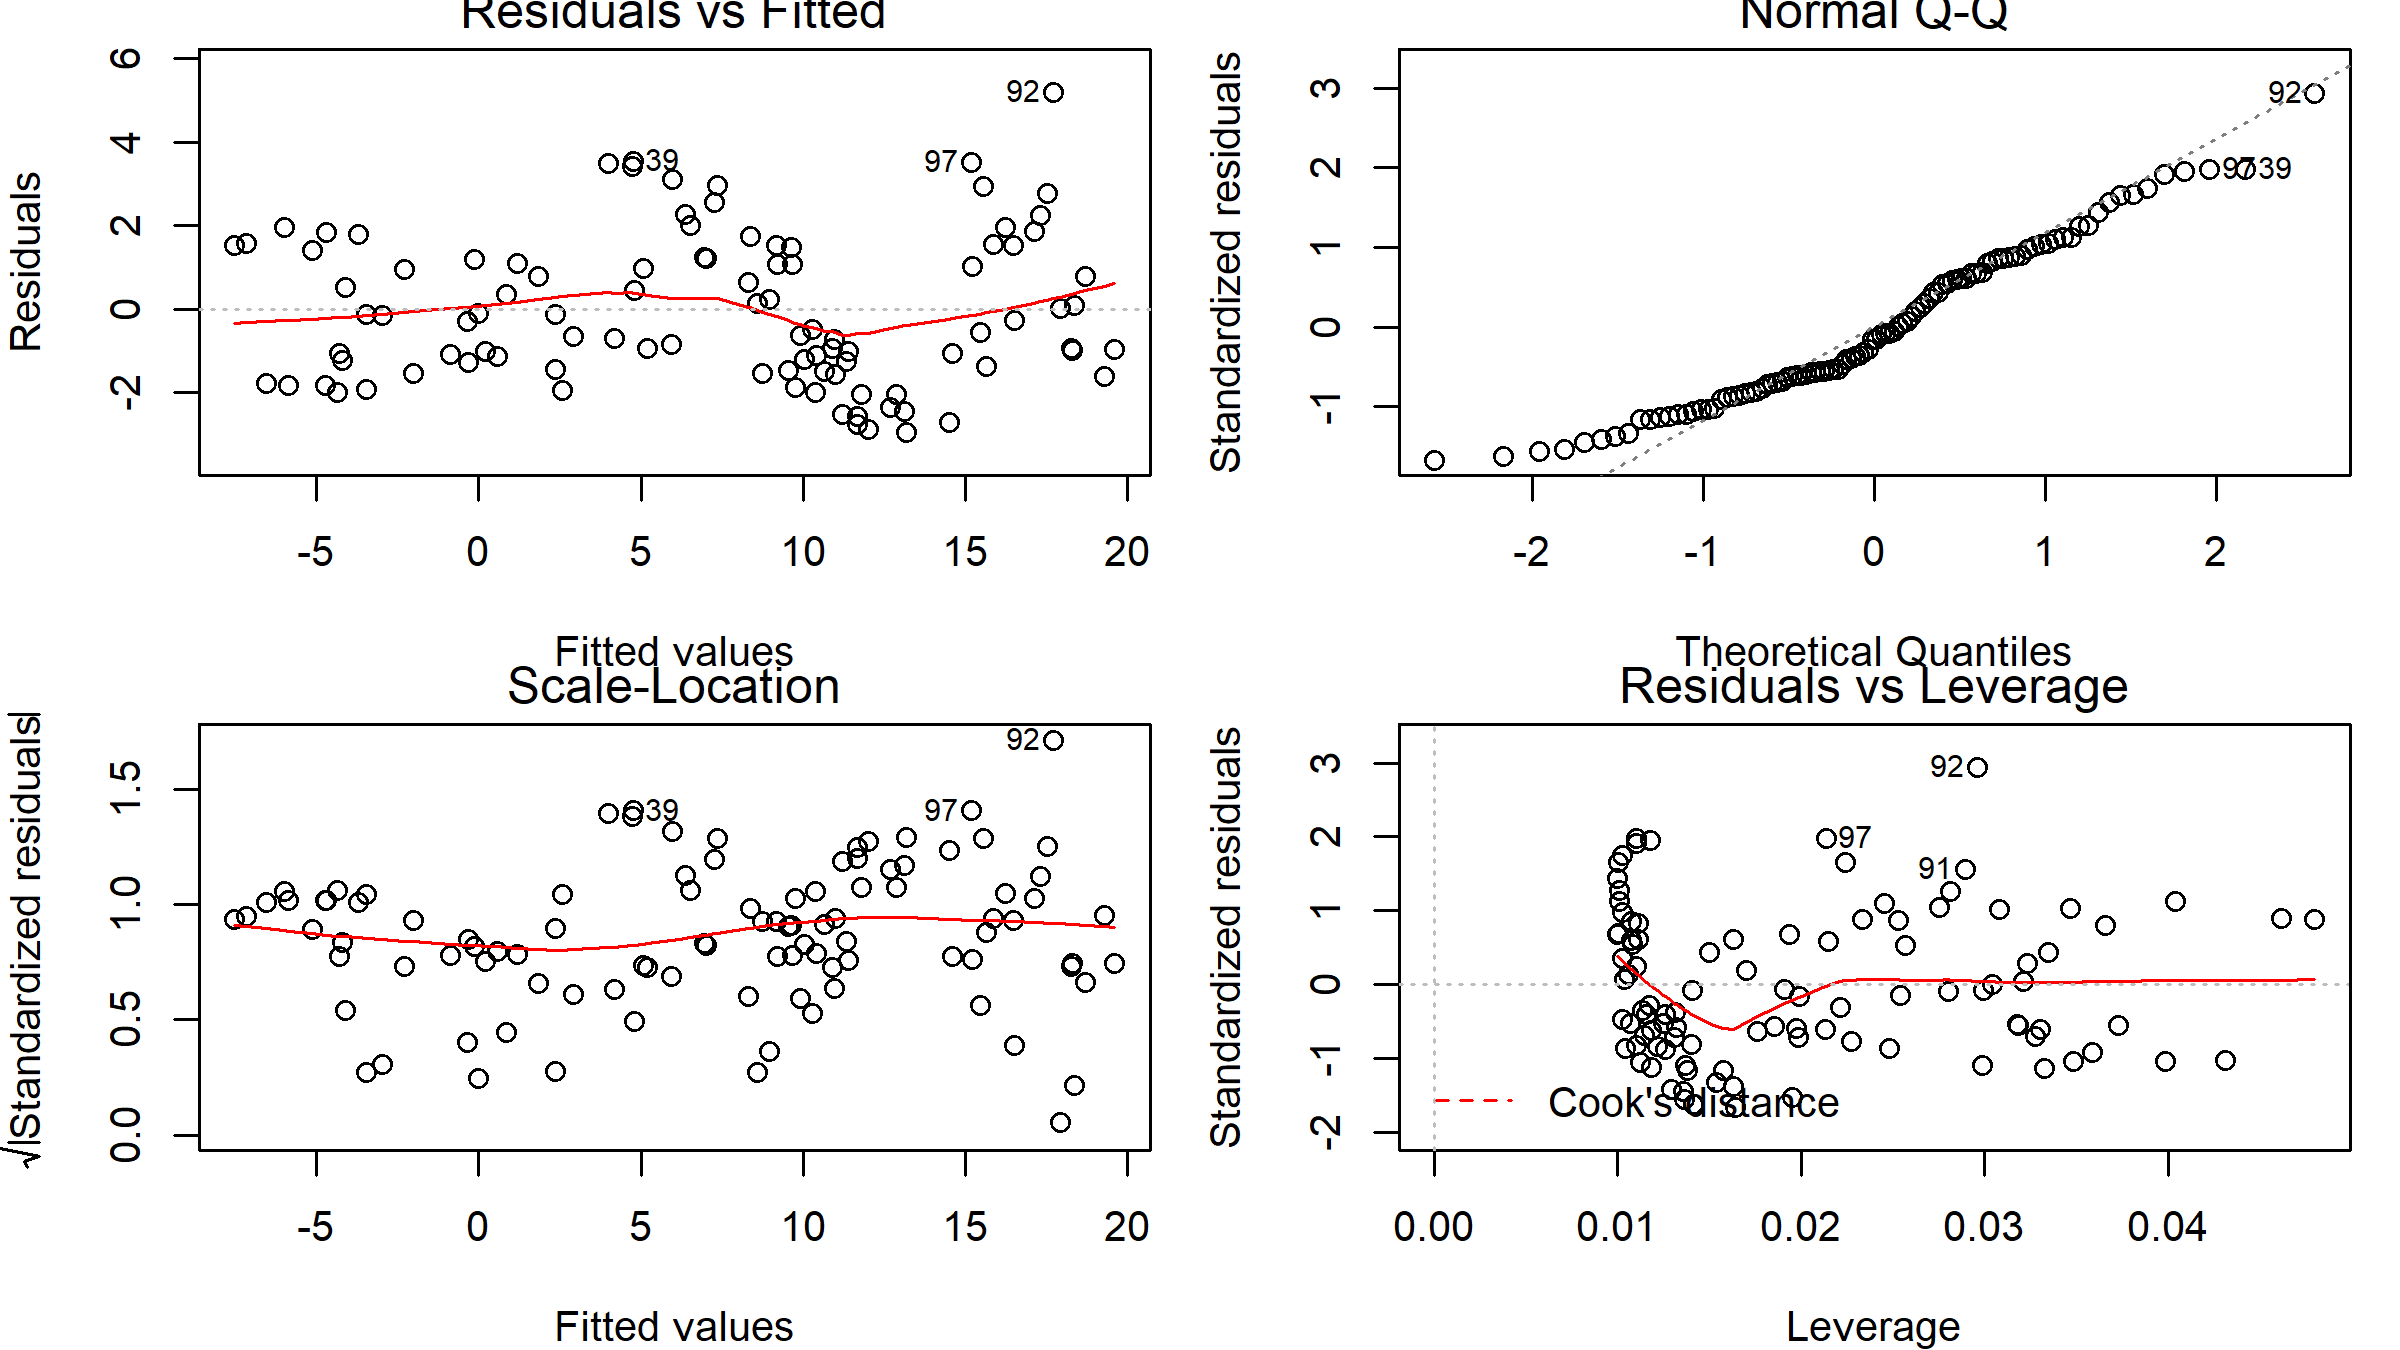 Residuals vs Fitted
Residuals
6
4
2
0
-2
92
39
97
-5 0 5 10 15 20
Fitted values
Normal Q-Q
Standardized residuals
3
2
1
0
-1
92
97 39
-2 -1 0 1 2
Theoretical Quantiles
Scale-Location
√|Standardized residuals|
1.5
1.0
0.5
0.0
92
39
97
-5 0 5 10 15 20
Fitted values
Residuals vs Leverage
Standardized residuals
3
2
1
0
-1
-2
92
97
91
Cook's distance
0.00 0.01 0.02 0.03 0.04
Leverage